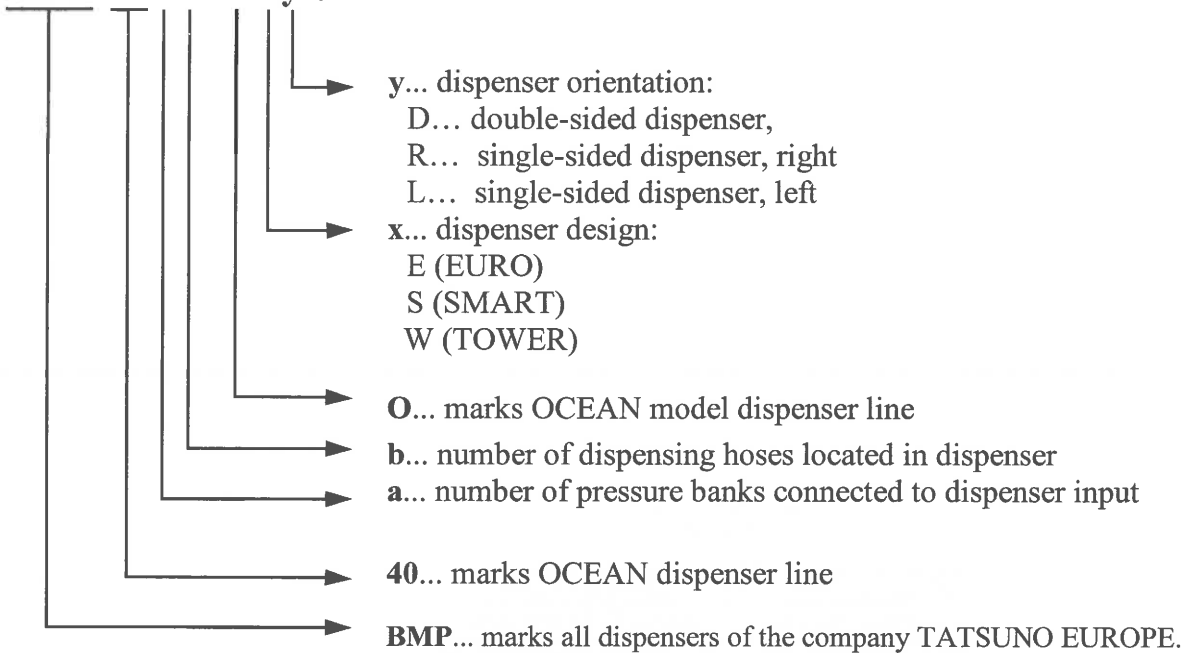 y... dispenser orientation:
D... double-sided dispenser,
R... single-sided dispenser, right
L... single-sided dispenser, left
x... dispenser design:
E (EURO)
S (SMART)
W (TOWER)
O... marks OCEAN model dispenser line
b... number of dispensing hoses located in dispenser
a... number of pressure banks connected to dispenser input
40... marks OCEAN dispenser line
BMP... marks all dispensers of the company TATSUNO EUROPE.